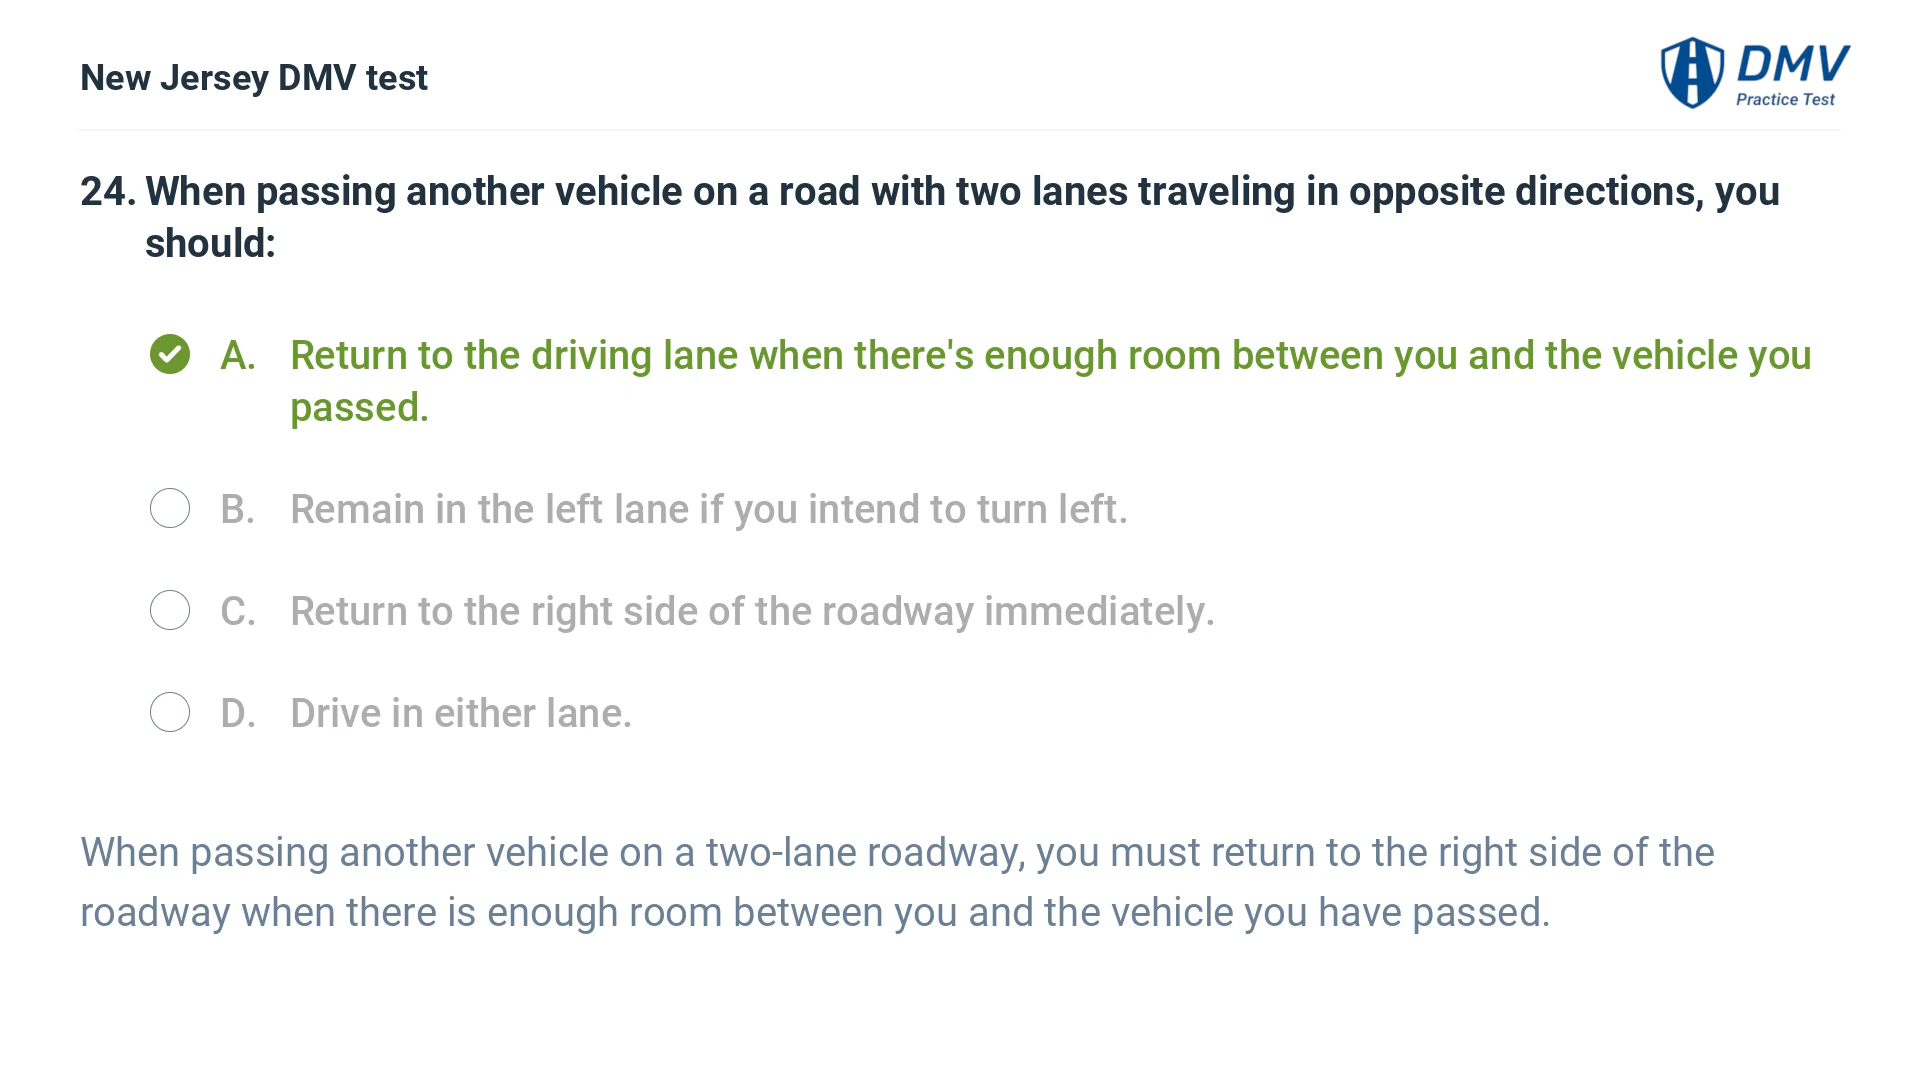 New Jersey DMV test
DMV
Practice Test
24. When passing another vehicle on a road with two lanes traveling in opposite directions, you
should:
A. Return to the driving lane when there's enough room between you and the vehicle you
passed.
B. Remain in the left lane if you intend to turn left.
C. Return to the right side of the roadway immediately.
D. Drive in either lane.
When passing another vehicle on a two-lane roadway, you must return to the right side of the
roadway when there is enough room between you and the vehicle you have passed.